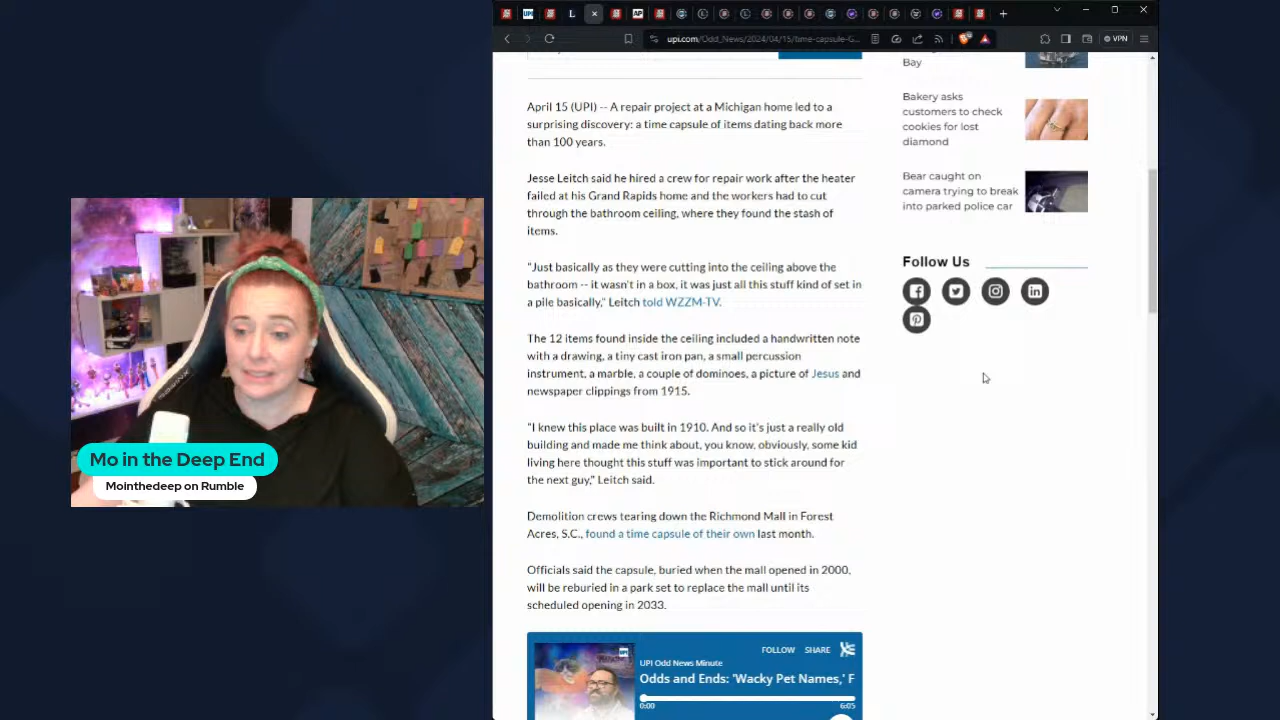 upi.com/Odd_News/2024/04/15/time-capsule-G...
VPN
April 15 (UPI) -- A repair project at a Michigan home led to a
surprising discovery: a time capsule of items dating back more
than 100 years.
Jesse Leitch said he hired a crew for repair work after the heater
failed at his Grand Rapids home and the workers had to cut
through the bathroom ceiling, where they found the stash of
items.
"Just basically as they were cutting into the ceiling above the
bathroom -- it wasn't in a box, it was just all this stuff kind of set in
a pile basically," Leitch told WZZM-TV.
The 12 items found inside the ceiling included a handwritten note
with a drawing, a tiny cast iron pan, a small percussion
instrument, a marble, a couple of dominoes, a picture of Jesus and
newspaper clippings from 1915.
"I knew this place was built in 1910. And so it's just a really old
building and made me think about, you know, obviously, some kid
living here thought this stuff was important to stick around for
the next guy," Leitch said.
Demolition crews tearing down the Richmond Mall in Forest
Acres, S.C., found a time capsule of their own last month.
Officials said the capsule, buried when the mall opened in 2000,
will be reburied in a park set to replace the mall until its
scheduled opening in 2033.
FOLLOW SHARE
UPI
UPI Odd News Minute
Odds and Ends: 'Wacky Pet Names,' F
0:00 6:05
Bay
Bakery asks
customers to check
cookies for lost
diamond
Bear caught on
camera trying to break
into parked police car
Follow Us
Mo in the Deep End
Mointhedeep on Rumble